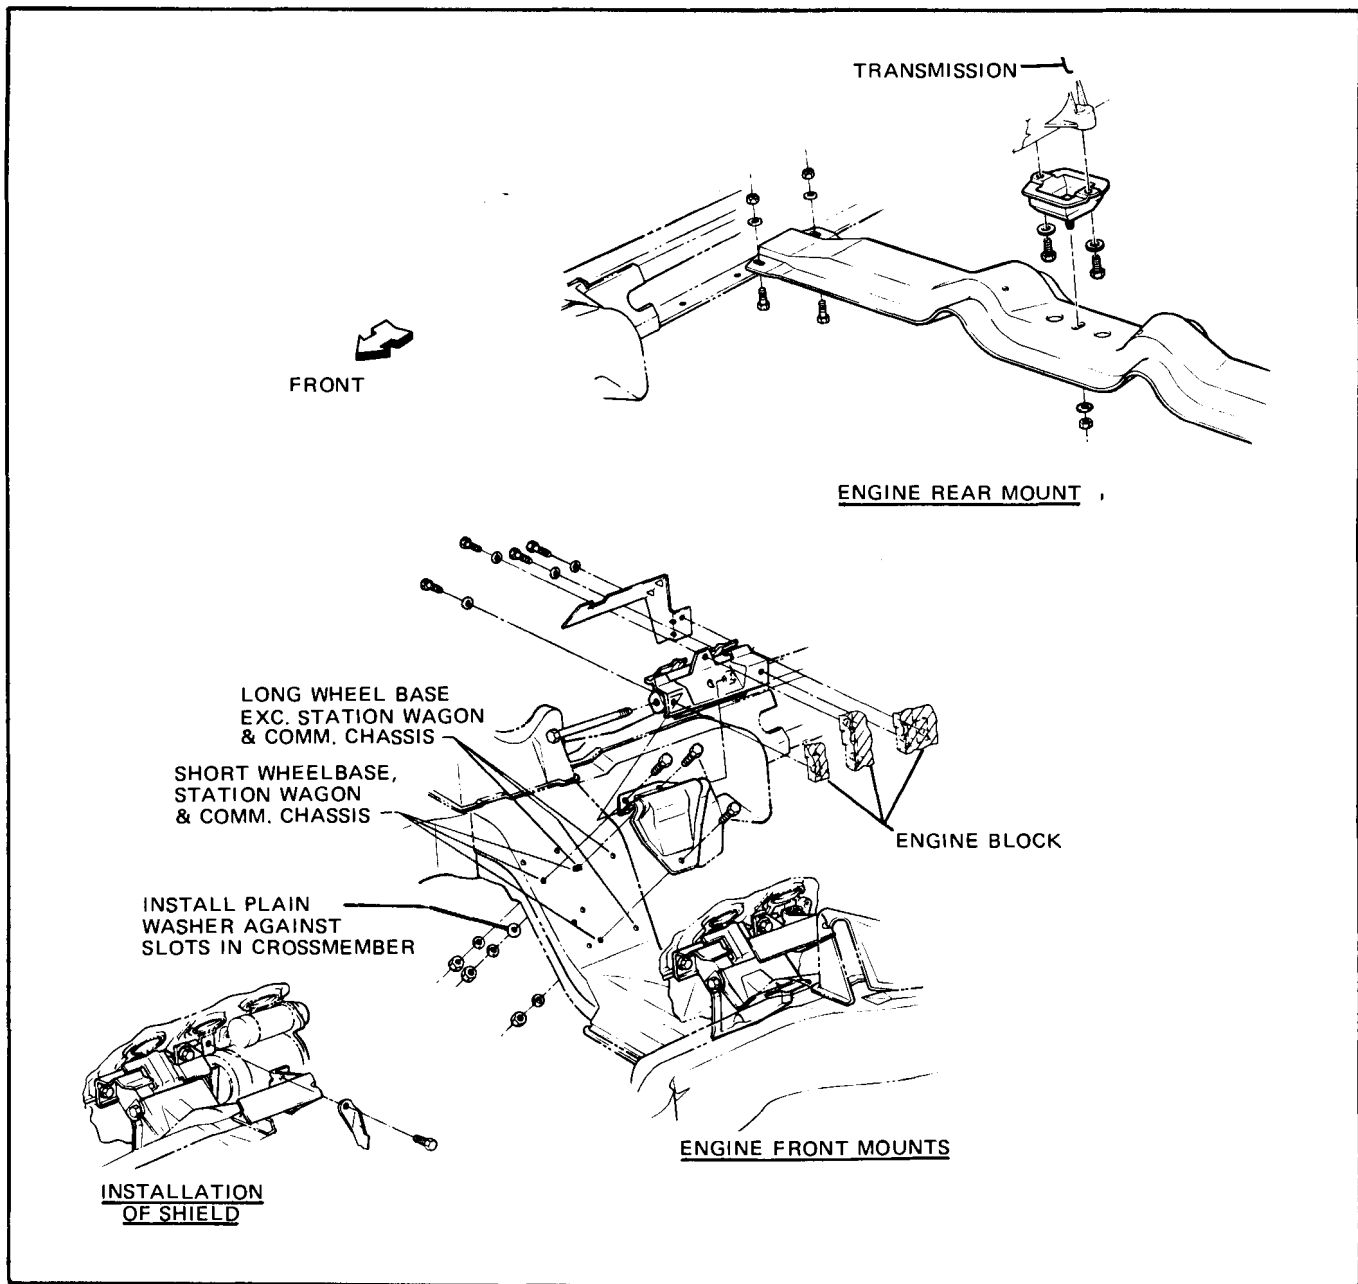 TRANSMISSION
FRONT
ENGINE REAR MOUNT
LONG WHEEL BASE
EXC. STATION WAGON
& COMM. CHASSIS
SHORT WHEELBASE,
STATION WAGON
& COMM. CHASSIS
ENGINE BLOCK
INSTALL PLAIN
WASHER AGAINST
SLOTS IN CROSSMEMBER
ENGINE FRONT MOUNTS
INSTALLATION
OF SHIELD